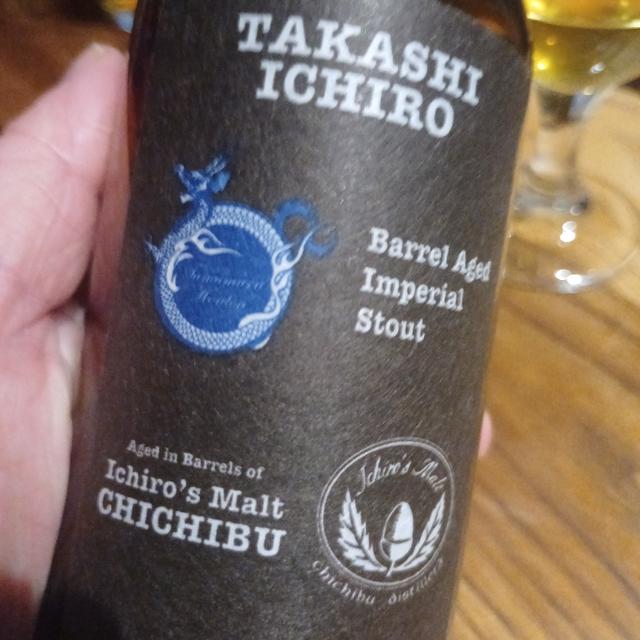 TAKASHI
ICHIRO
Barrel Aged
Imperial
Stout
Aged in Barrels of
Ichiro's Malt
CHICHIBU
Ichiro's Malt
Chichibu distillery